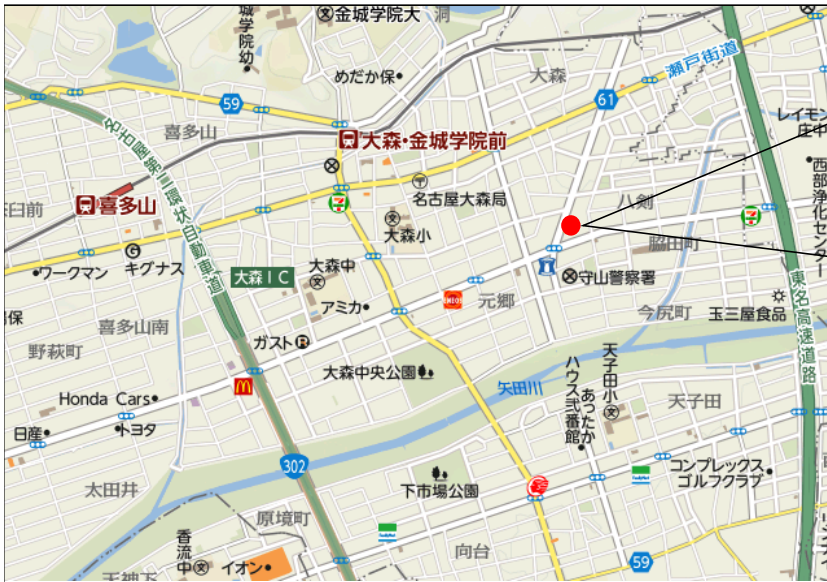 城学院幼
金城学院大
洞
めだか保
大森
瀬戸街道
59
61
喜多山
大森・金城学院前
レイモン
庄中
名古屋第二環状自動車道
喜多山
名古屋大森局
八剣
西部浄化センター
大森小
脇田町
ワークマン
キグナス
大森IC
大森中
守山警察署
東名高速道路
アミカ
ENEOS
元郷
今尻町
玉三屋食品
喜多山南
ガスト
野萩町
大森中央公園
矢田川
天子田小
あったか
ハウス弐番館
天子田
Honda Cars
日産
トヨタ
302
コンプレックス
ゴルフクラブ
FamilyMart
太田井
下市場公園
原境町
FamilyMart
香流中
イオン
向台
59
天神下